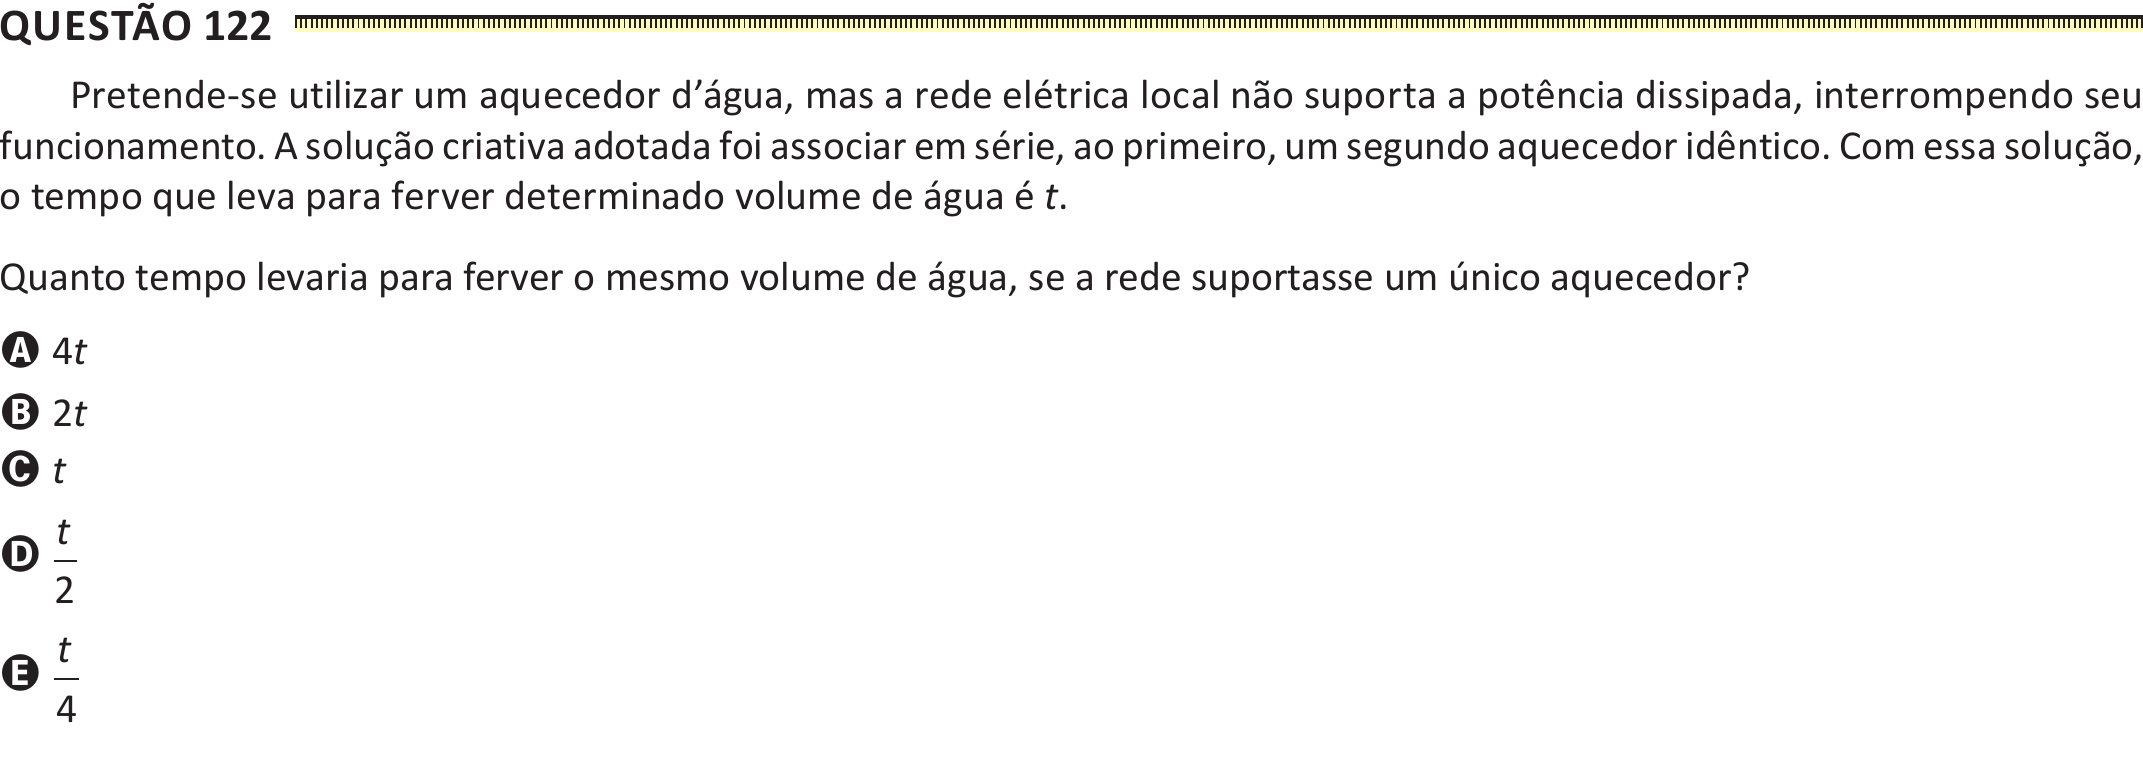 QUESTÃO 122
Pretende-se utilizar um aquecedor d’água, mas a rede elétrica local não suporta a potência dissipada, interrompendo seu
funcionamento. A solução criativa adotada foi associar em série, ao primeiro, um segundo aquecedor idêntico. Com essa solução,
o tempo que leva para ferver determinado volume de água é t.
Quanto tempo levaria para ferver o mesmo volume de água, se a rede suportasse um único aquecedor?
A 4t
B 2t
C t
D t/2
E t/4